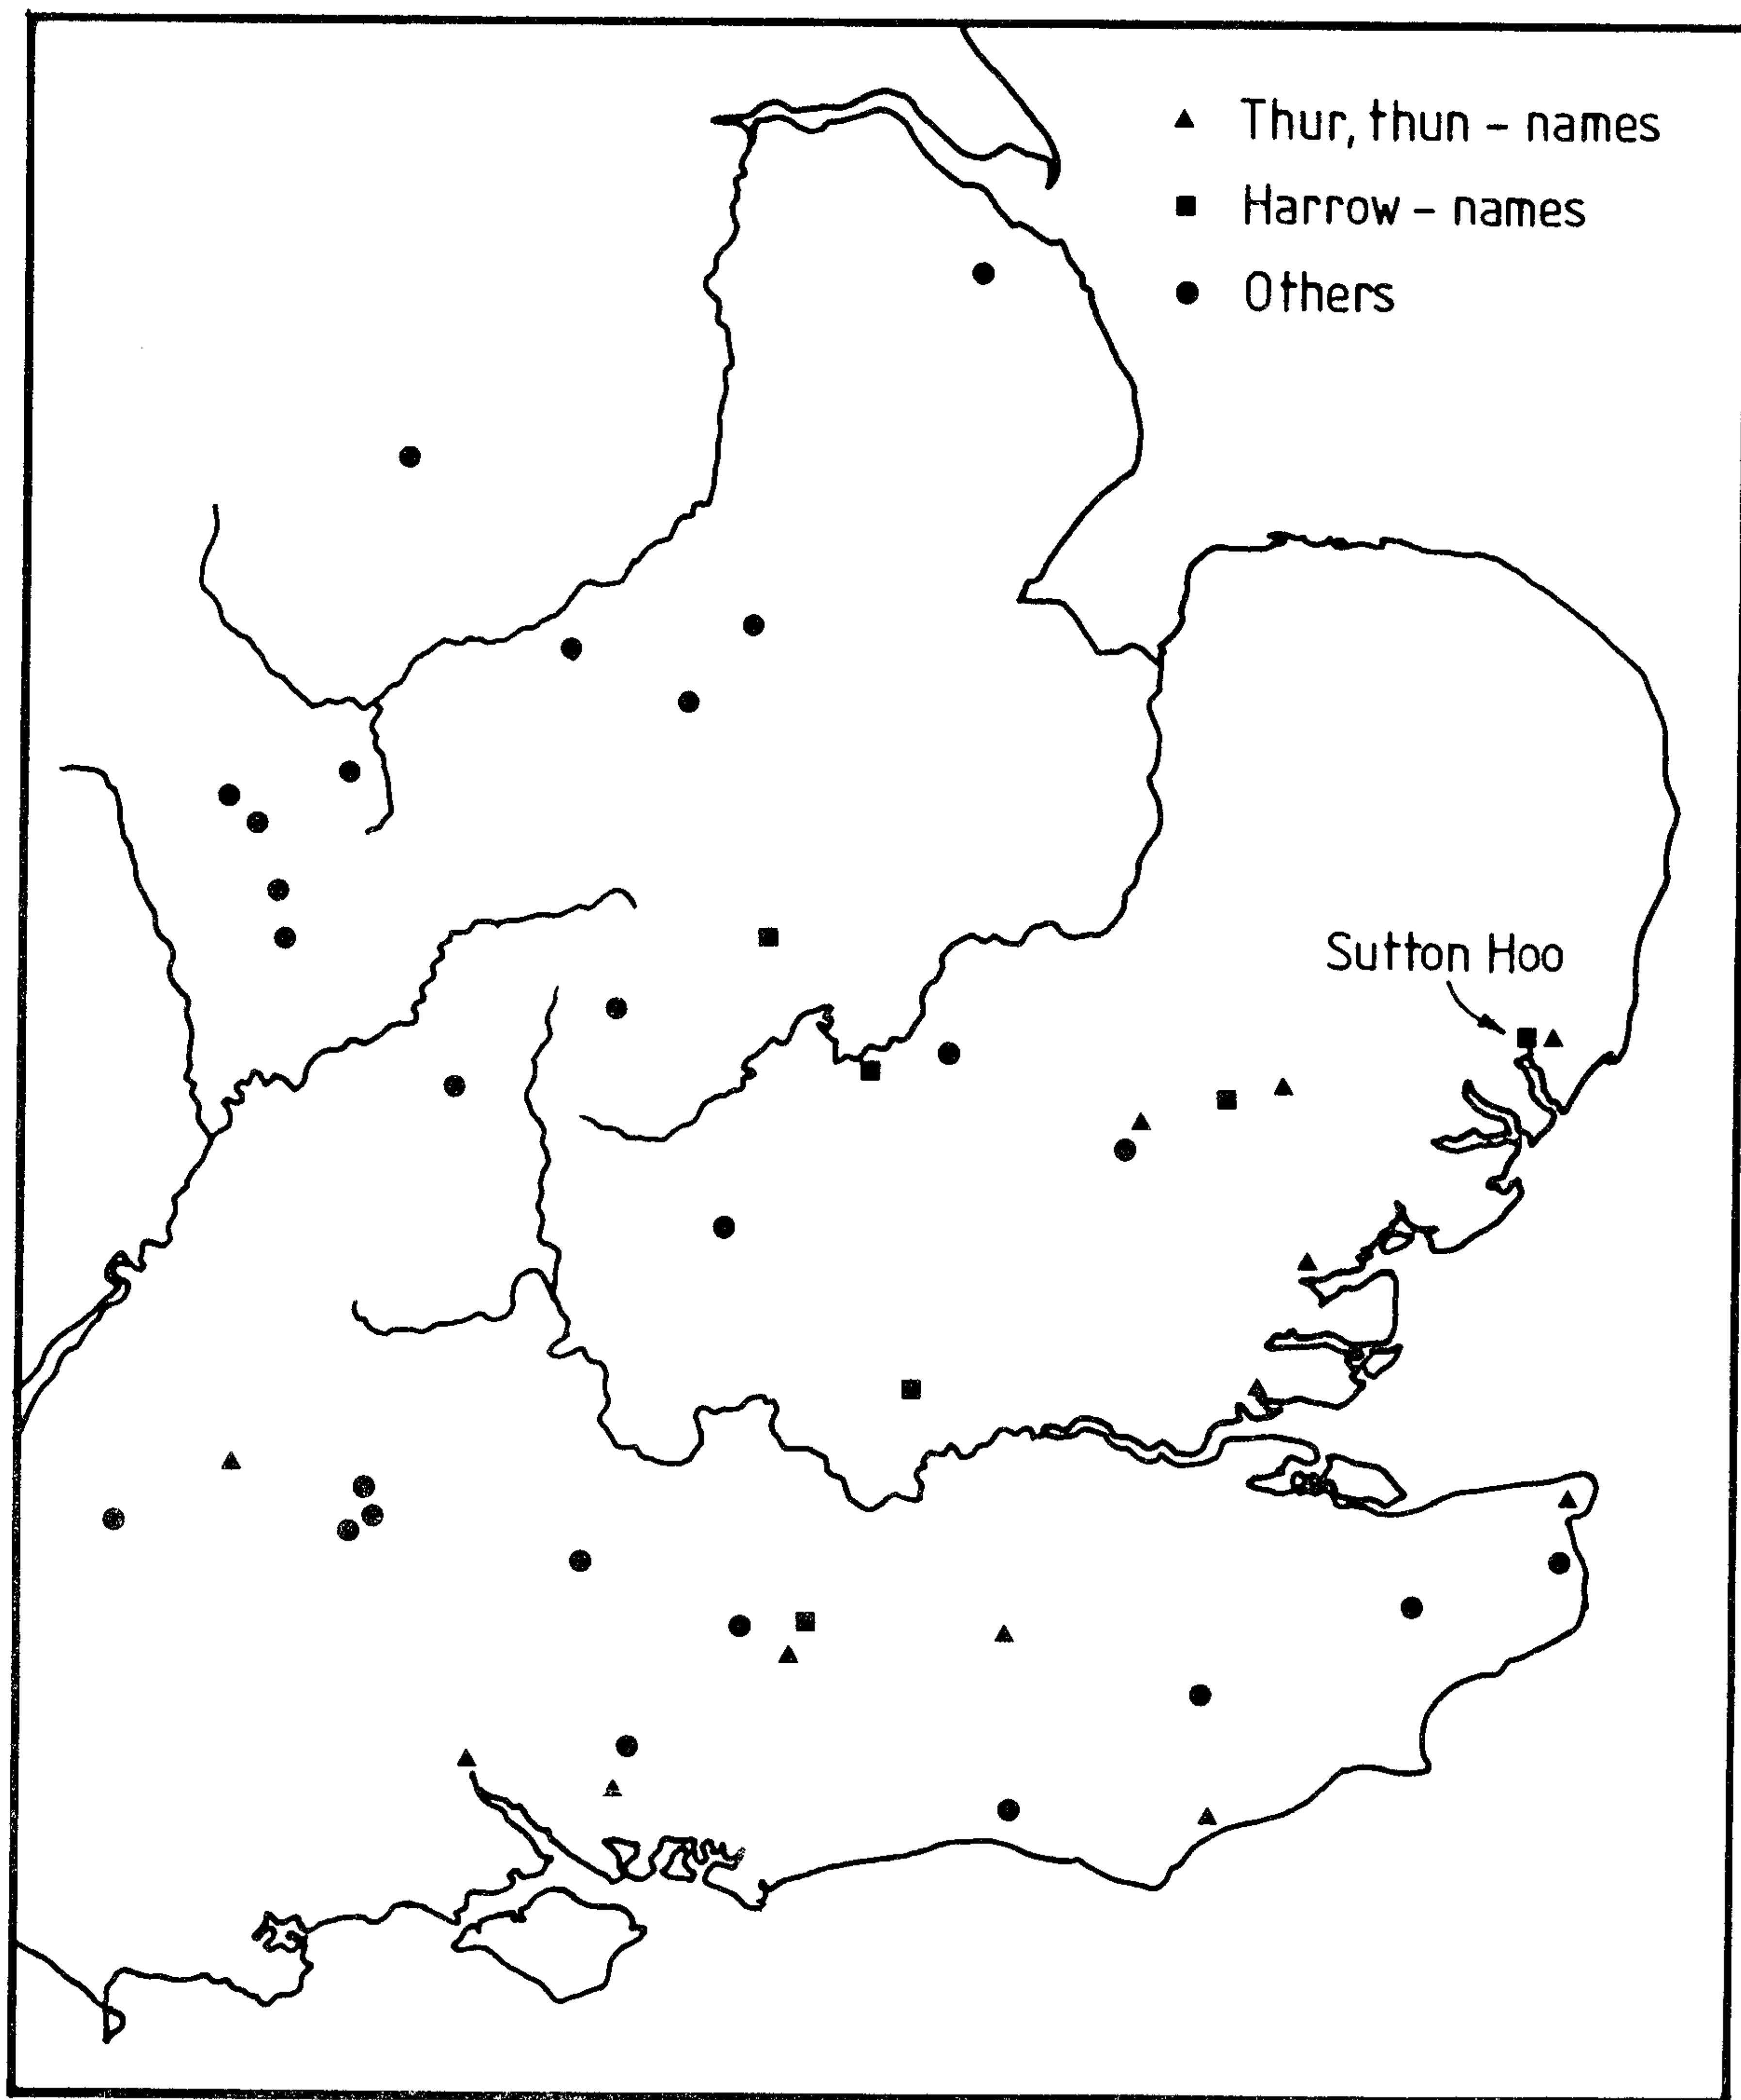 Thur, thun – names
Harrow – names
Others
Sutton Hoo